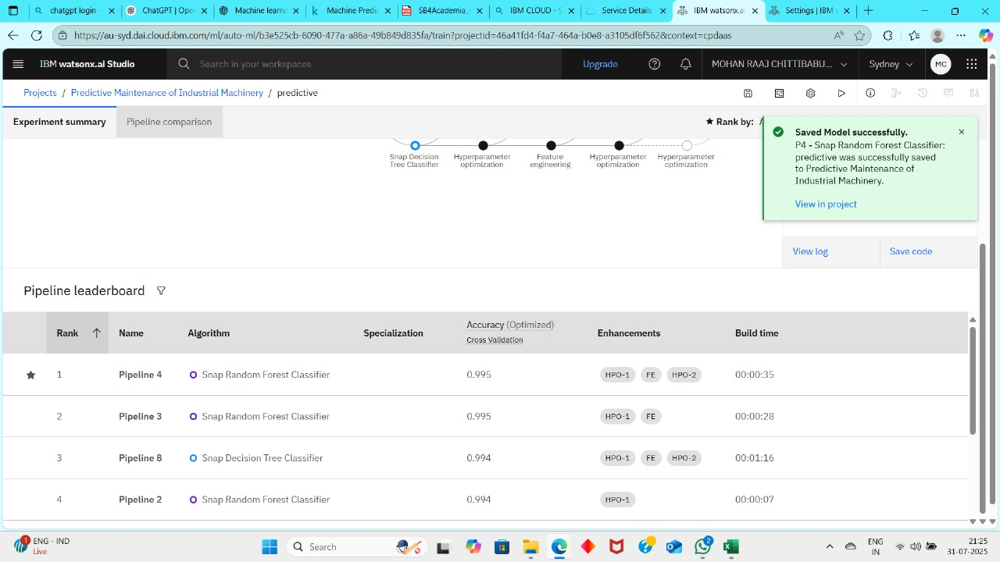 chatgpt login -
ChatGPT | Ope
Machine learni
Machine Predic
SB4Academia_
IBM CLOUD - S
Service Details
IBM watsonx.a
Settings | IBM w
https://au-syd.dai.cloud.ibm.com/ml/auto-ml/b3e525cb-6090-477a-a86a-49b849d835fa/train?projectid=46a41fd4-f4a7-464a-b0e8-a3105df6f562&context=cpdaas
IBM watsonx.ai Studio
Search in your workspaces
Upgrade
MOHAN RAAJ CHITTIBABU...
Sydney
MC
Projects / Predictive Maintenance of Industrial Machinery / predictive
Experiment summary
Pipeline comparison
Rank by:
Saved Model successfully.
P4 - Snap Random Forest Classifier:
predictive was successfully saved
to Predictive Maintenance of
Industrial Machinery.
View in project
Snap Decision
Tree Classifier
Hyperparameter
optimization
Feature
engineering
Hyperparameter
optimization
Hyperparameter
optimization
View log
Save code
Pipeline leaderboard
Rank Name Algorithm Specialization Accuracy (Optimized) Enhancements Build time
Cross Validation
1 Pipeline 4 Snap Random Forest Classifier 0.995 HPO-1 FE HPO-2 00:00:35
2 Pipeline 3 Snap Random Forest Classifier 0.995 HPO-1 FE 00:00:28
3 Pipeline 8 Snap Decision Tree Classifier 0.994 HPO-1 FE HPO-2 00:01:16
4 Pipeline 2 Snap Random Forest Classifier 0.994 HPO-1 00:00:07
1
ENG - IND
Live
Search
2
ENG
IN
21:25
31-07-2025